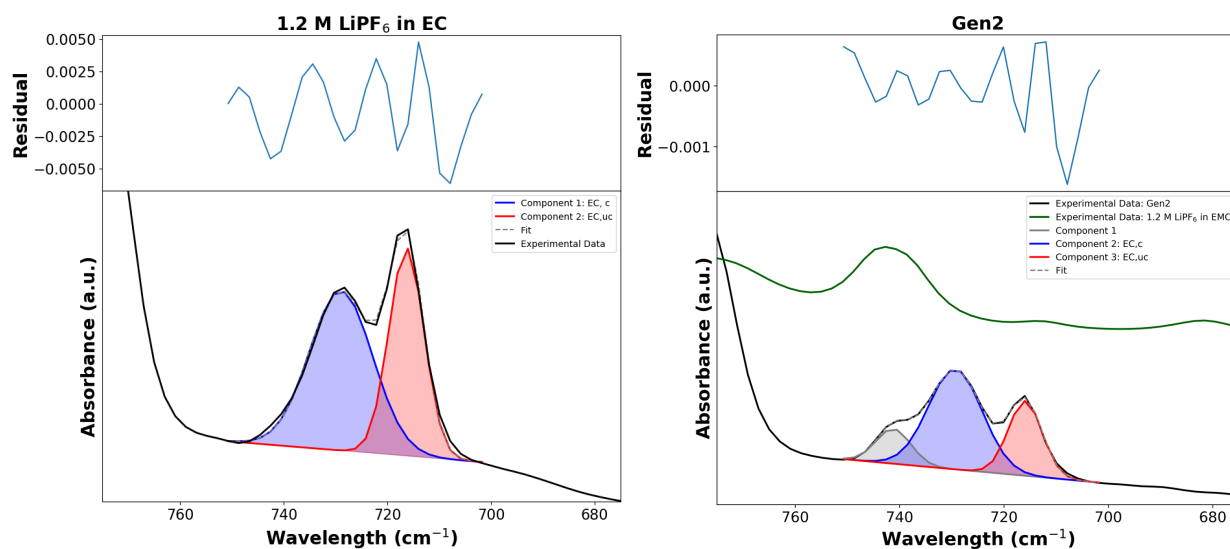 1.2 M LiPF₆ in EC
Residual
0.0050
0.0025
0.0000
−0.0025
−0.0050
Absorbance (a.u.)
Component 1: EC, c
Component 2: EC,uc
Fit
Experimental Data
760
740
720
700
680
Wavelength (cm⁻¹)
Gen2
Residual
0.000
−0.001
Absorbance (a.u.)
Experimental Data: Gen2
Experimental Data: 1.2 M LiPF₆ in EMC
Component 1
Component 2: EC,c
Component 3: EC,uc
Fit
760
740
720
700
680
Wavelength (cm⁻¹)